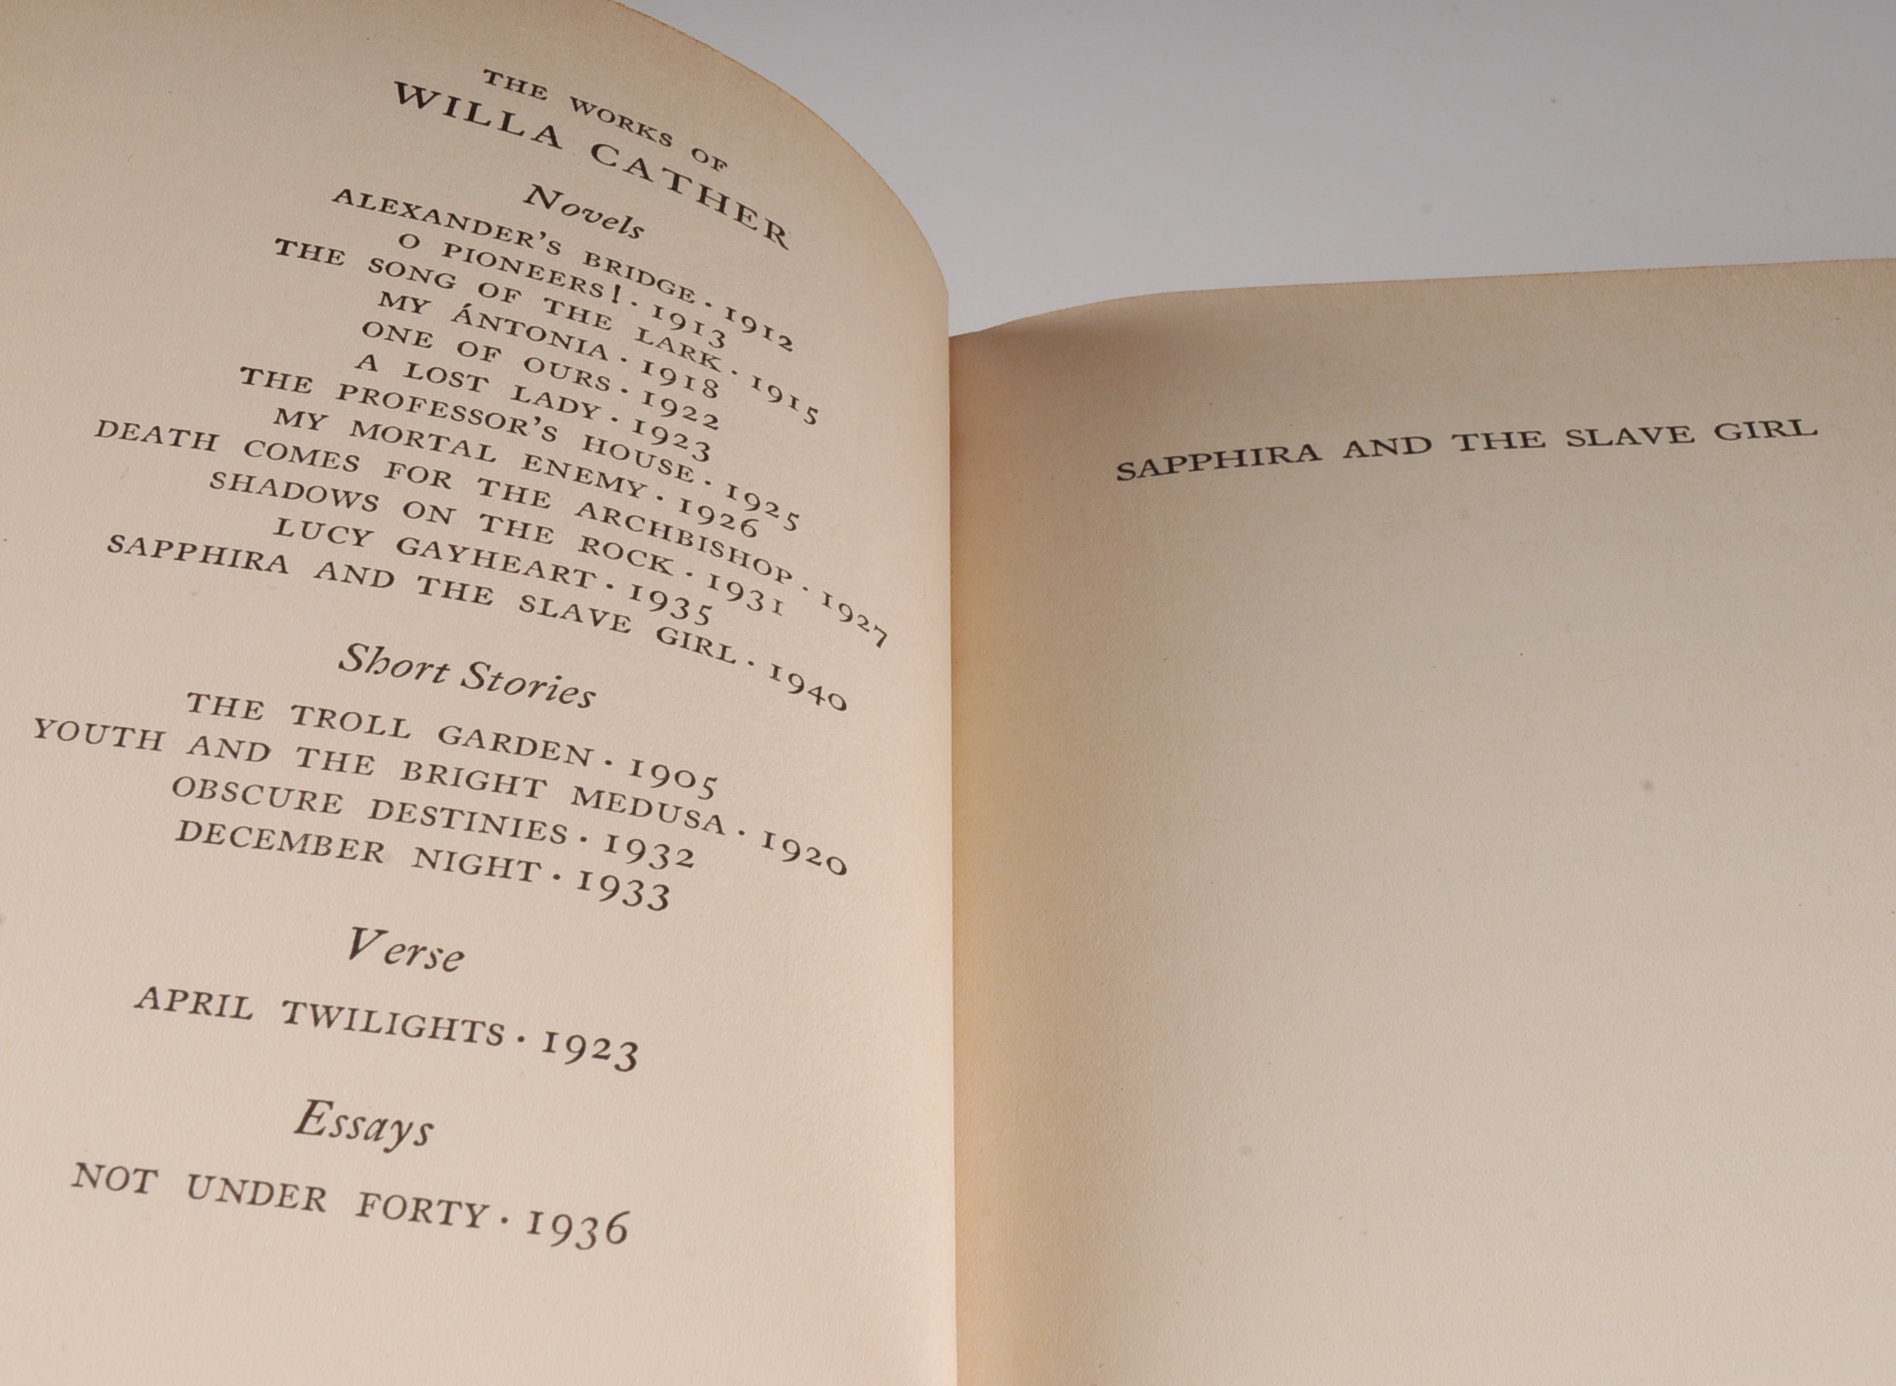 THE WORKS OF
WILLA CATHER
Novels
ALEXANDER'S BRIDGE · 1912
O PIONEERS! · 1913
THE SONG OF THE LARK · 1915
MY ÁNTONIA · 1918
ONE OF OURS · 1922
A LOST LADY · 1923
THE PROFESSOR'S HOUSE · 1925
MY MORTAL ENEMY · 1926
DEATH COMES FOR THE ARCHBISHOP · 1927
SHADOWS ON THE ROCK · 1931
LUCY GAYHEART · 1935
SAPPHIRA AND THE SLAVE GIRL · 1940
Short Stories
THE TROLL GARDEN · 1905
YOUTH AND THE BRIGHT MEDUSA · 1920
OBSCURE DESTINIES · 1932
DECEMBER NIGHT · 1933
Verse
APRIL TWILIGHTS · 1923
Essays
NOT UNDER FORTY · 1936
SAPPHIRA AND THE SLAVE GIRL